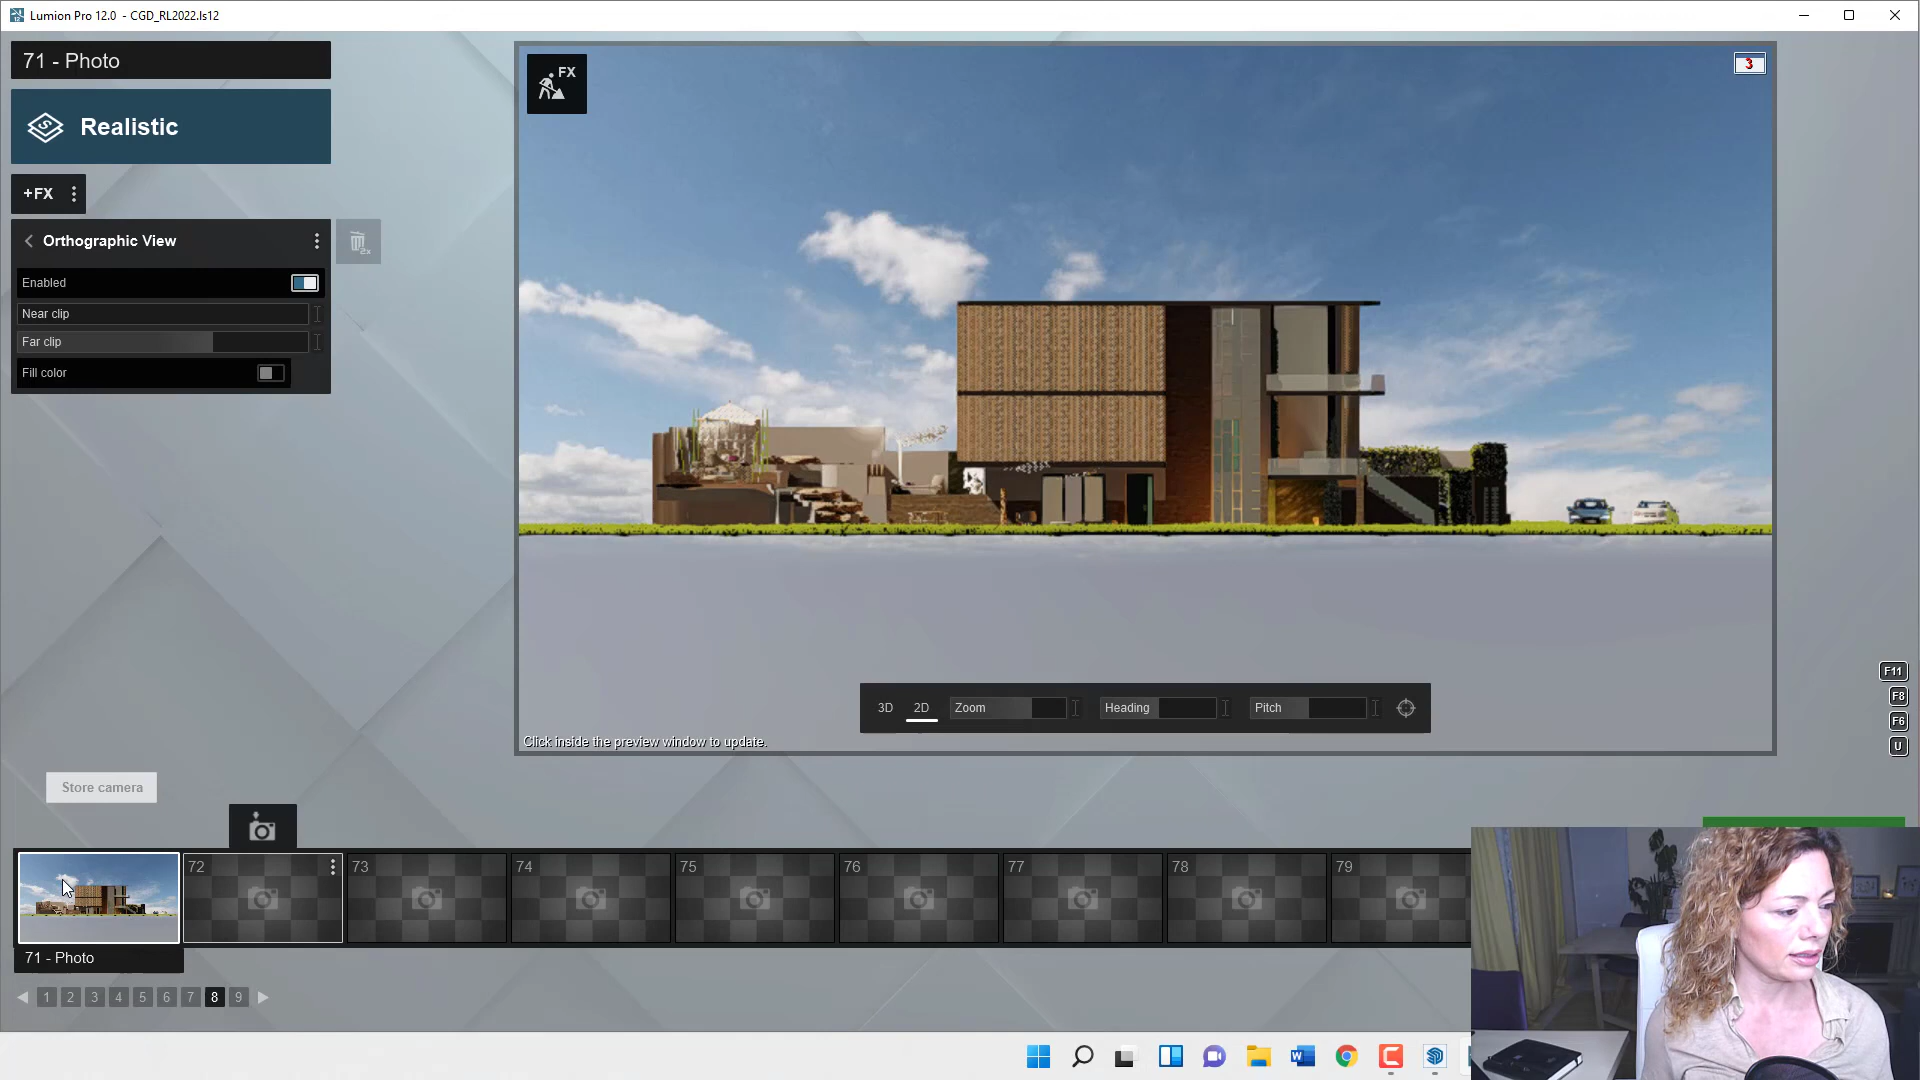 Lumion Pro 12.0 - CGD_RL2022.ls12
71 - Photo
Realistic
+FX
Orthographic View
Enabled
Near clip
Far clip
Fill color
2x
FX
3
3D 2D Zoom Heading Pitch
Click inside the preview window to update.
F11
F8
F6
U
Store camera
72 73 74 75 76 77 78 79
71 - Photo
1 2 3 4 5 6 7 8 9